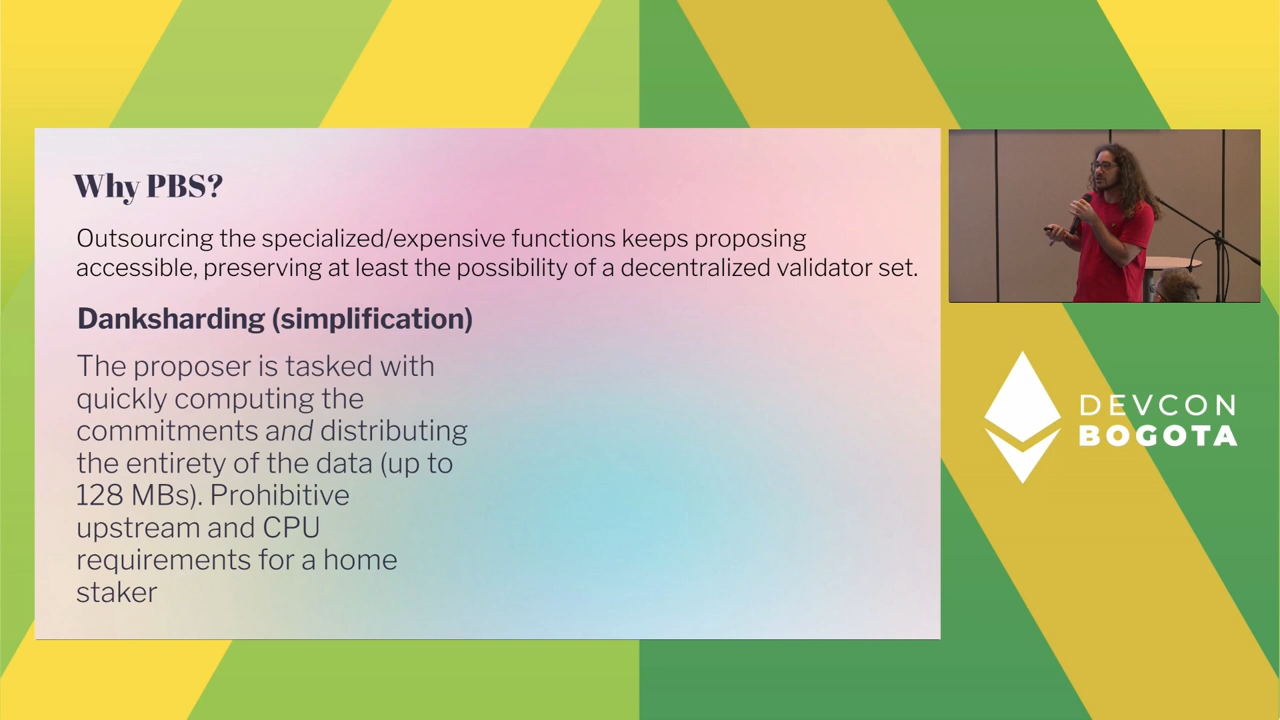 Why PBS?
Outsourcing the specialized/expensive functions keeps proposing
accessible, preserving at least the possibility of a decentralized validator set.
Danksharding (simplification)
The proposer is tasked with
quickly computing the
commitments and distributing
the entirety of the data (up to
128 MBs). Prohibitive
upstream and CPU
requirements for a home
staker
DEVCON
BOGOTA